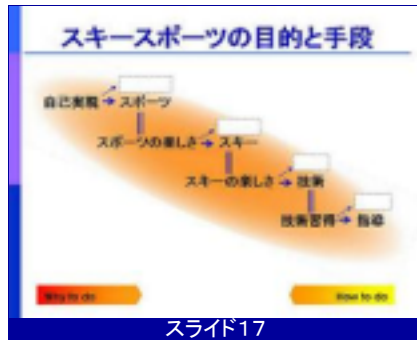 スキースポーツの目的と手段
自己実現 スポーツ
スポーツの楽しさ スキー
スキーの楽しさ 技術
技術習得 指導
Why to do How to do
スライド17